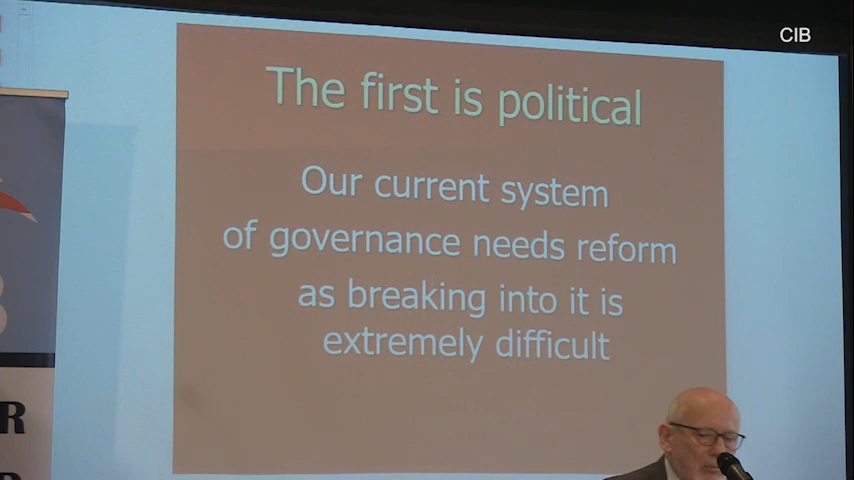 CIB
The first is political
Our current system
of governance needs reform
as breaking into it is
extremely difficult
R